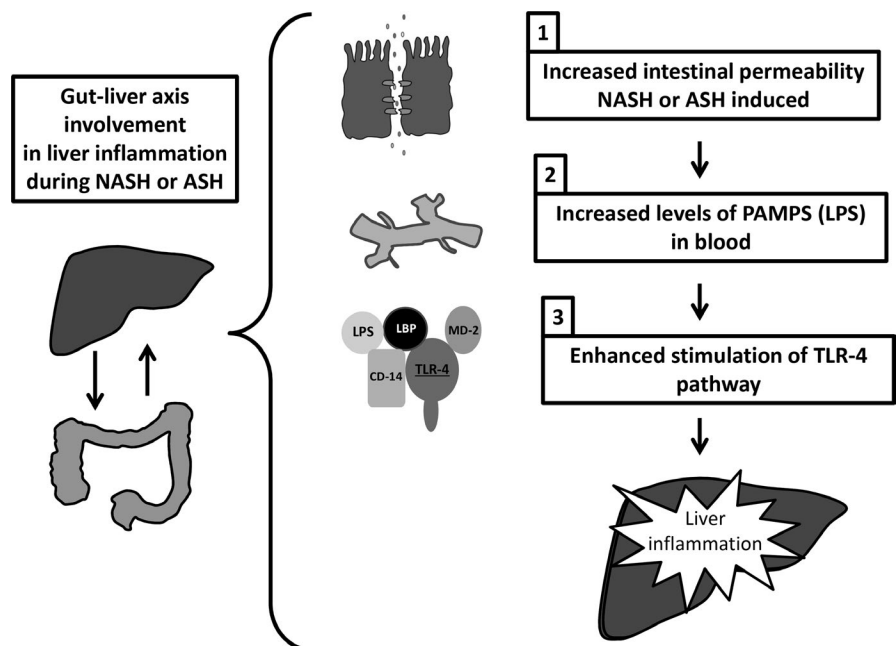 Gut-liver axis
involvement
in liver inflammation
during NASH or ASH
1
Increased intestinal permeability
NASH or ASH induced
2
Increased levels of PAMPS (LPS)
in blood
LPS
LBP
MD-2
CD-14
TLR-4
3
Enhanced stimulation of TLR-4
pathway
Liver
inflammation